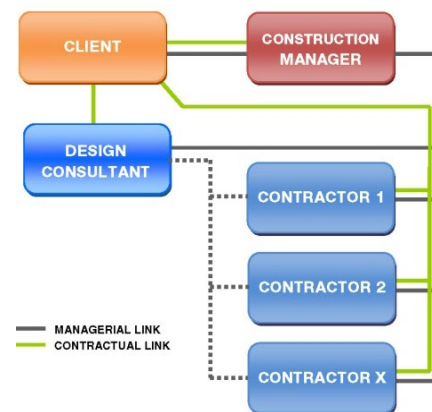 CLIENT
CONSTRUCTION
MANAGER
DESIGN
CONSULTANT
CONTRACTOR 1
CONTRACTOR 2
CONTRACTOR X
MANAGERIAL LINK
CONTRACTUAL LINK